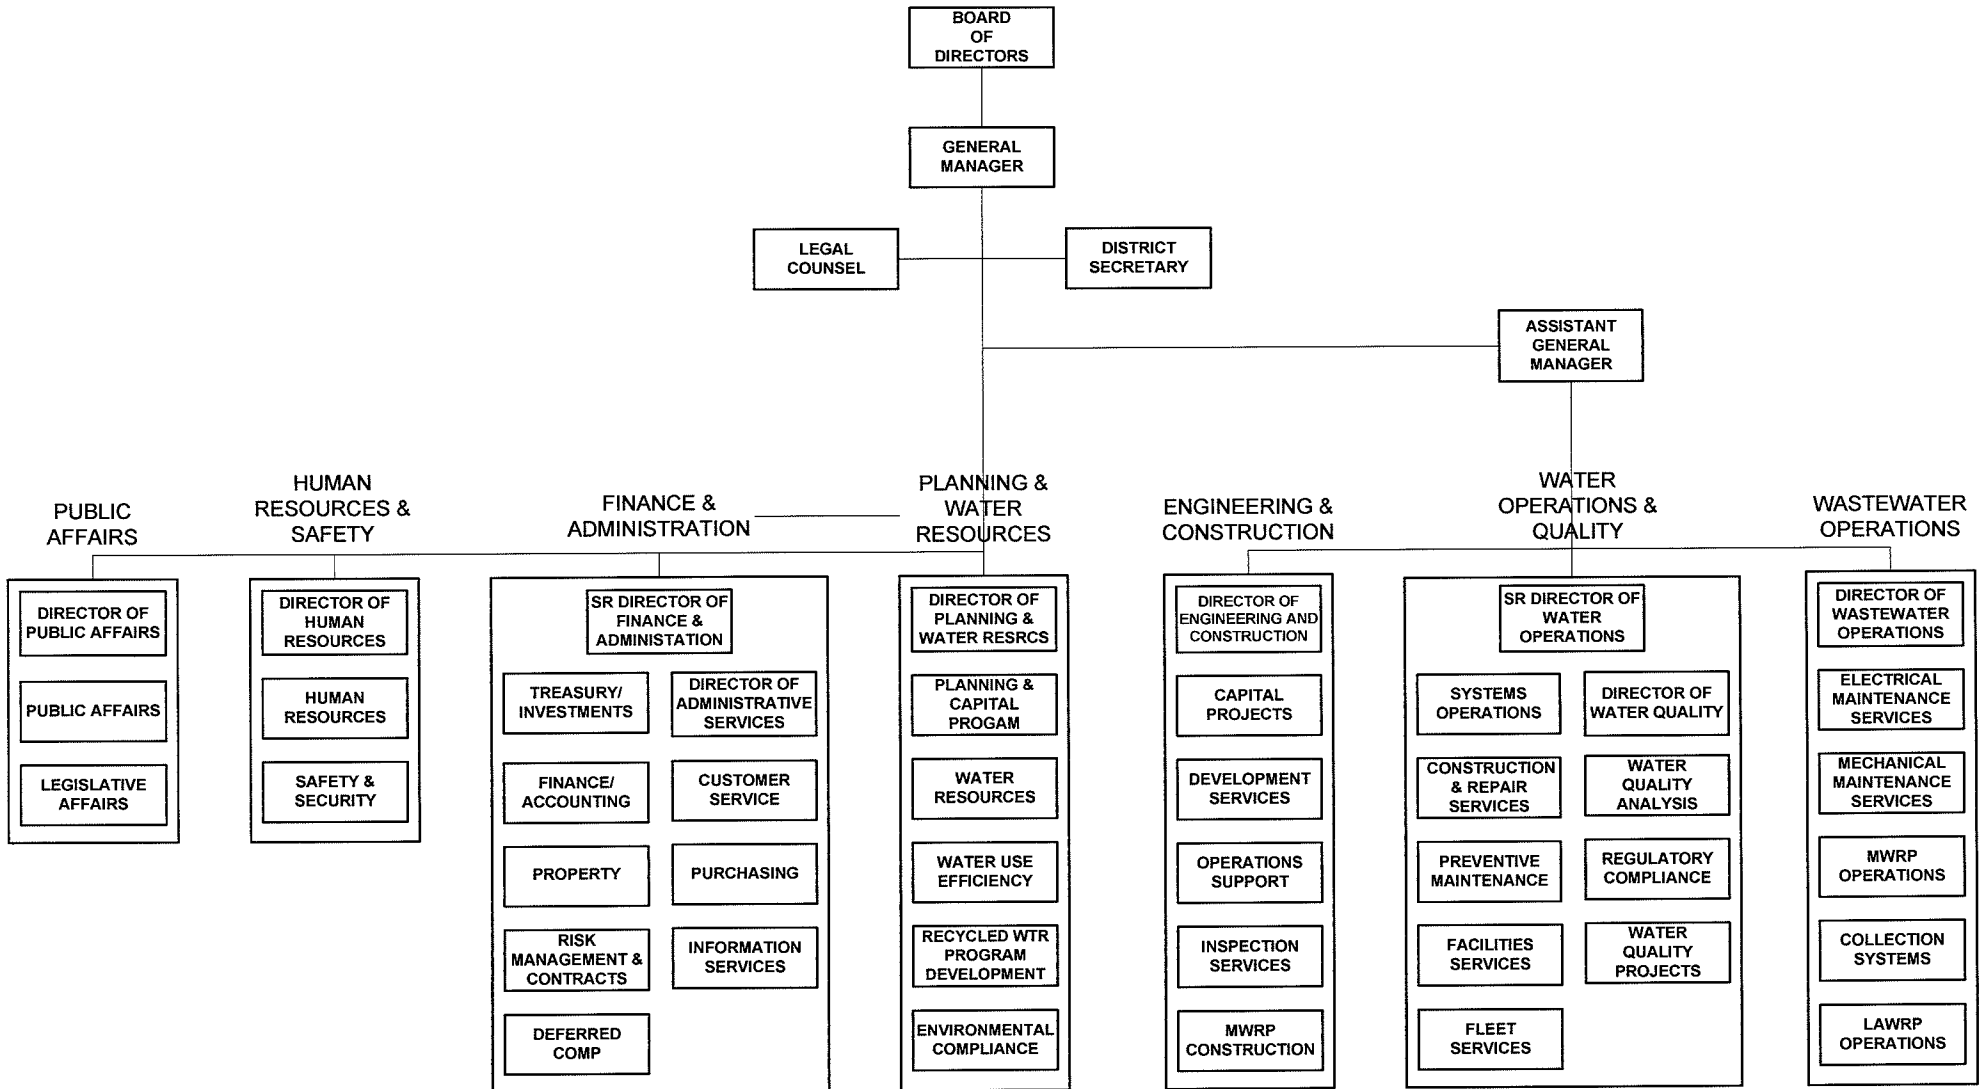 BOARD
OF
DIRECTORS
GENERAL
MANAGER
LEGAL
COUNSEL
DISTRICT
SECRETARY
ASSISTANT
GENERAL
MANAGER
PUBLIC
AFFAIRS
DIRECTOR OF
PUBLIC AFFAIRS
PUBLIC AFFAIRS
LEGISLATIVE
AFFAIRS
HUMAN
RESOURCES &
SAFETY
DIRECTOR OF
HUMAN
RESOURCES
HUMAN
RESOURCES
SAFETY &
SECURITY
FINANCE &
ADMINISTRATION
SR DIRECTOR OF
FINANCE &
ADMINISTATION
TREASURY/
INVESTMENTS
FINANCE/
ACCOUNTING
PROPERTY
RISK
MANAGEMENT &
CONTRACTS
DEFERRED
COMP
DIRECTOR OF
ADMINISTRATIVE
SERVICES
CUSTOMER
SERVICE
PURCHASING
INFORMATION
SERVICES
PLANNING &
WATER
RESOURCES
DIRECTOR OF
PLANNING &
WATER RESRCS
PLANNING &
CAPITAL
PROGAM
WATER
RESOURCES
WATER USE
EFFICIENCY
RECYCLED WTR
PROGRAM
DEVELOPMENT
ENVIRONMENTAL
COMPLIANCE
ENGINEERING &
CONSTRUCTION
DIRECTOR OF
ENGINEERING AND
CONSTRUCTION
CAPITAL
PROJECTS
DEVELOPMENT
SERVICES
OPERATIONS
SUPPORT
INSPECTION
SERVICES
MWRP
CONSTRUCTION
WATER
OPERATIONS &
QUALITY
SR DIRECTOR OF
WATER
OPERATIONS
SYSTEMS
OPERATIONS
CONSTRUCTION
& REPAIR
SERVICES
PREVENTIVE
MAINTENANCE
FACILITIES
SERVICES
FLEET
SERVICES
DIRECTOR OF
WATER QUALITY
WATER
QUALITY
ANALYSIS
REGULATORY
COMPLIANCE
WATER
QUALITY
PROJECTS
WASTEWATER
OPERATIONS
DIRECTOR OF
WASTEWATER
OPERATIONS
ELECTRICAL
MAINTENANCE
SERVICES
MECHANICAL
MAINTENANCE
SERVICES
MWRP
OPERATIONS
COLLECTION
SYSTEMS
LAWRP
OPERATIONS